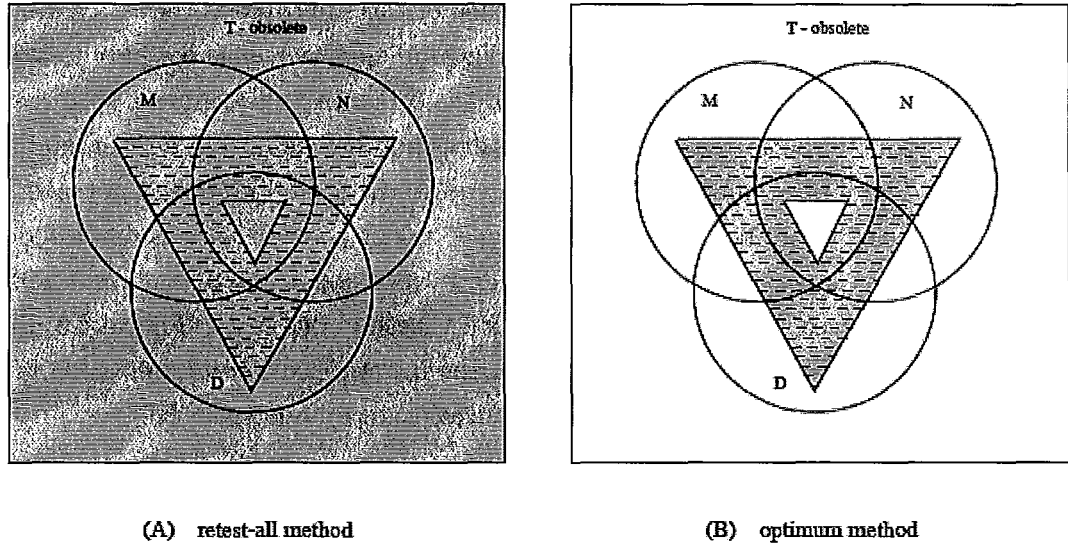 T - obsolete
M
N
D
(A) retest-all method
T - obsolete
M
N
D
(B) optimum method